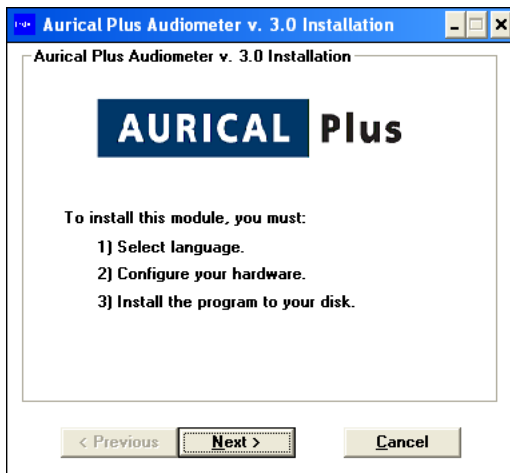 Aurical Plus Audiometer v. 3.0 Installation
Aurical Plus Audiometer v. 3.0 Installation
AURICAL Plus
To install this module, you must:
1) Select language.
2) Configure your hardware.
3) Install the program to your disk.
< Previous Next > Cancel